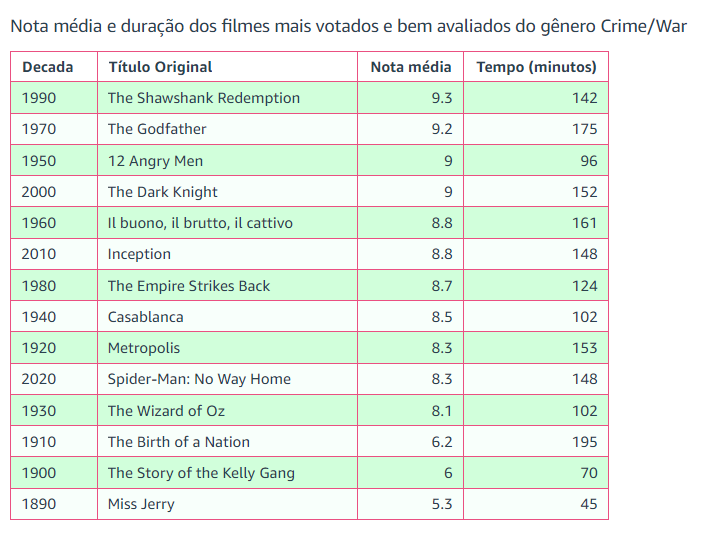 Nota média e duração dos filmes mais votados e bem avaliados do gênero Crime/War
Decada Título Original Nota média Tempo (minutos)
1990 The Shawshank Redemption 9.3 142
1970 The Godfather 9.2 175
1950 12 Angry Men 9 96
2000 The Dark Knight 9 152
1960 Il buono, il brutto, il cattivo 8.8 161
2010 Inception 8.8 148
1980 The Empire Strikes Back 8.7 124
1940 Casablanca 8.5 102
1920 Metropolis 8.3 153
2020 Spider-Man: No Way Home 8.3 148
1930 The Wizard of Oz 8.1 102
1910 The Birth of a Nation 6.2 195
1900 The Story of the Kelly Gang 6 70
1890 Miss Jerry 5.3 45